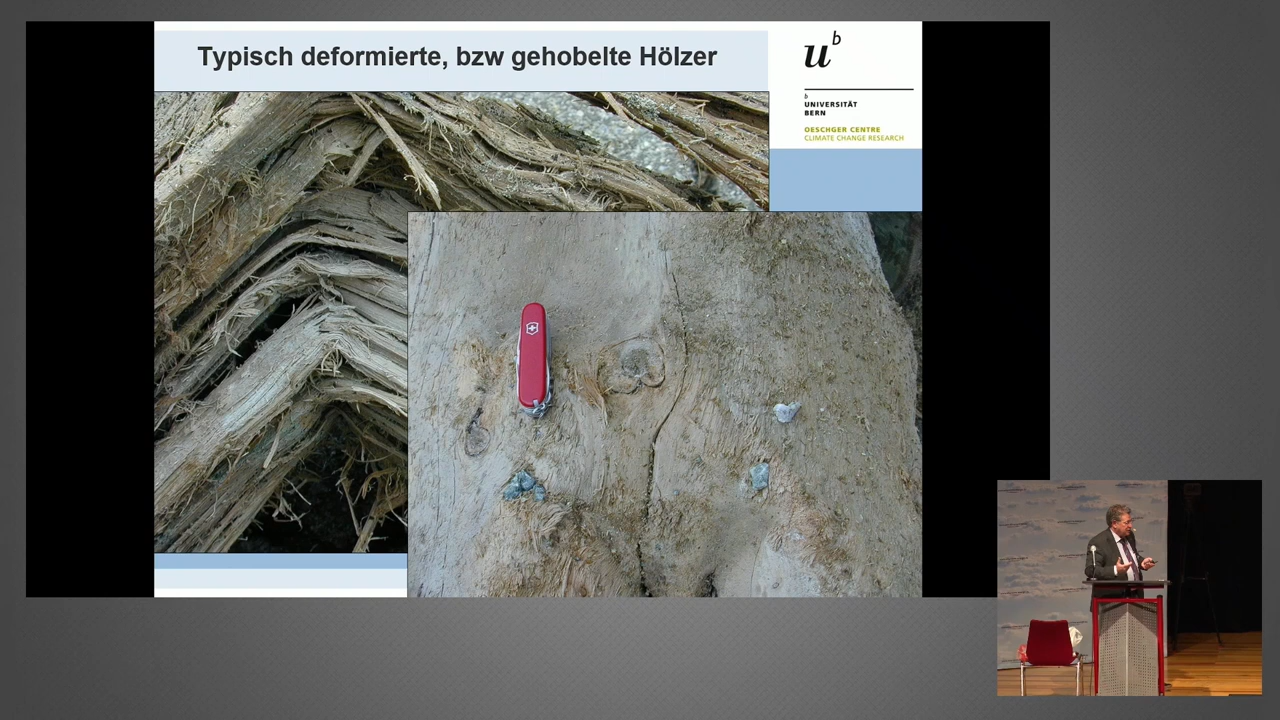 Typisch deformierte, bzw gehobelte Hölzer
u b
b
UNIVERSITÄT
BERN
OESCHGER CENTRE
CLIMATE CHANGE RESEARCH